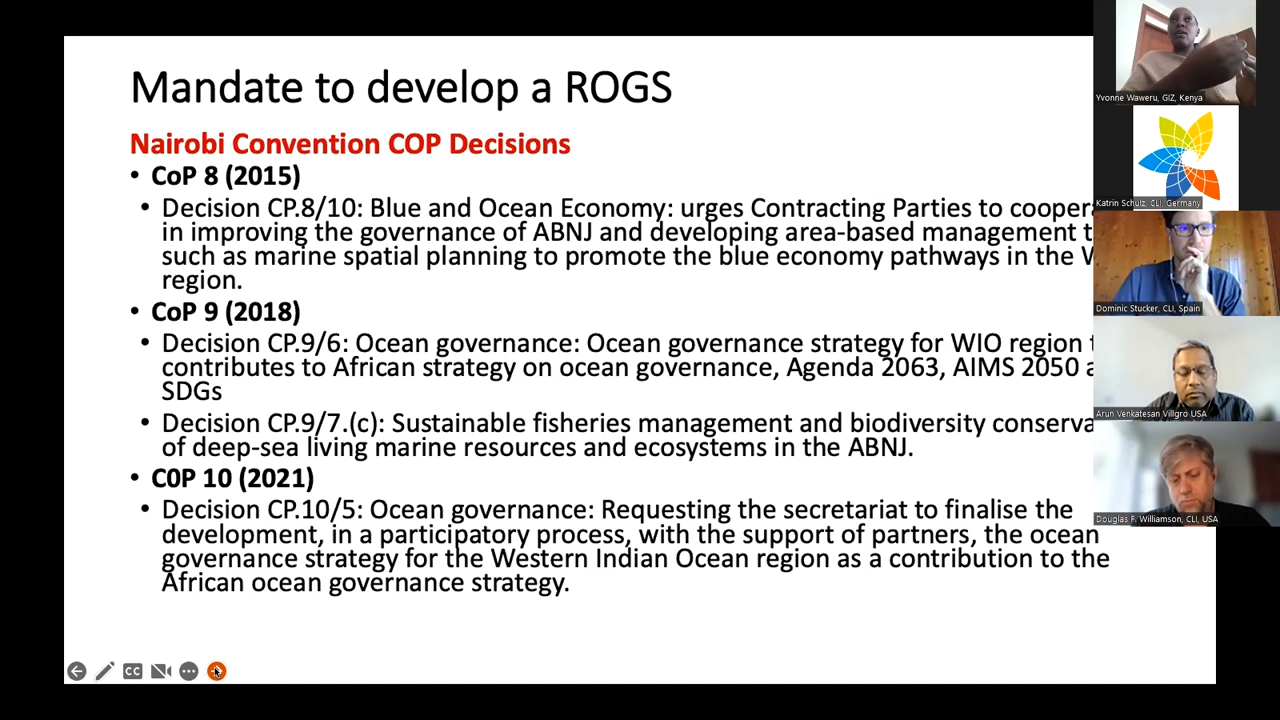 Mandate to develop a ROGS
Nairobi Convention COP Decisions
• CoP 8 (2015)
• Decision CP.8/10: Blue and Ocean Economy: urges Contracting Parties to
in improving the governance of ABNJ and developing area-based management
such as marine spatial planning to promote the blue economy pathways in the
region.
• CoP 9 (2018)
• Decision CP.9/6: Ocean governance: Ocean governance strategy for WIO region
contributes to African strategy on ocean governance, Agenda 2063, AIMS 2050
SDGs
• Decision CP.9/7.(c): Sustainable fisheries management and biodiversity
of deep-sea living marine resources and ecosystems in the ABNJ.
• C0P 10 (2021)
• Decision CP.10/5: Ocean governance: Requesting the secretariat to finalise the
development, in a participatory process, with the support of partners, the ocean
governance strategy for the Western Indian Ocean region as a contribution to the
African ocean governance strategy.
CC
Yvonne Waweru, GIZ, Kenya
Katrin Schulz, CLI, Germany
Dominic Stucker, CLI, Spain
Arun Venkatesan Villgro USA
Douglas F. Williamson, CLI, USA